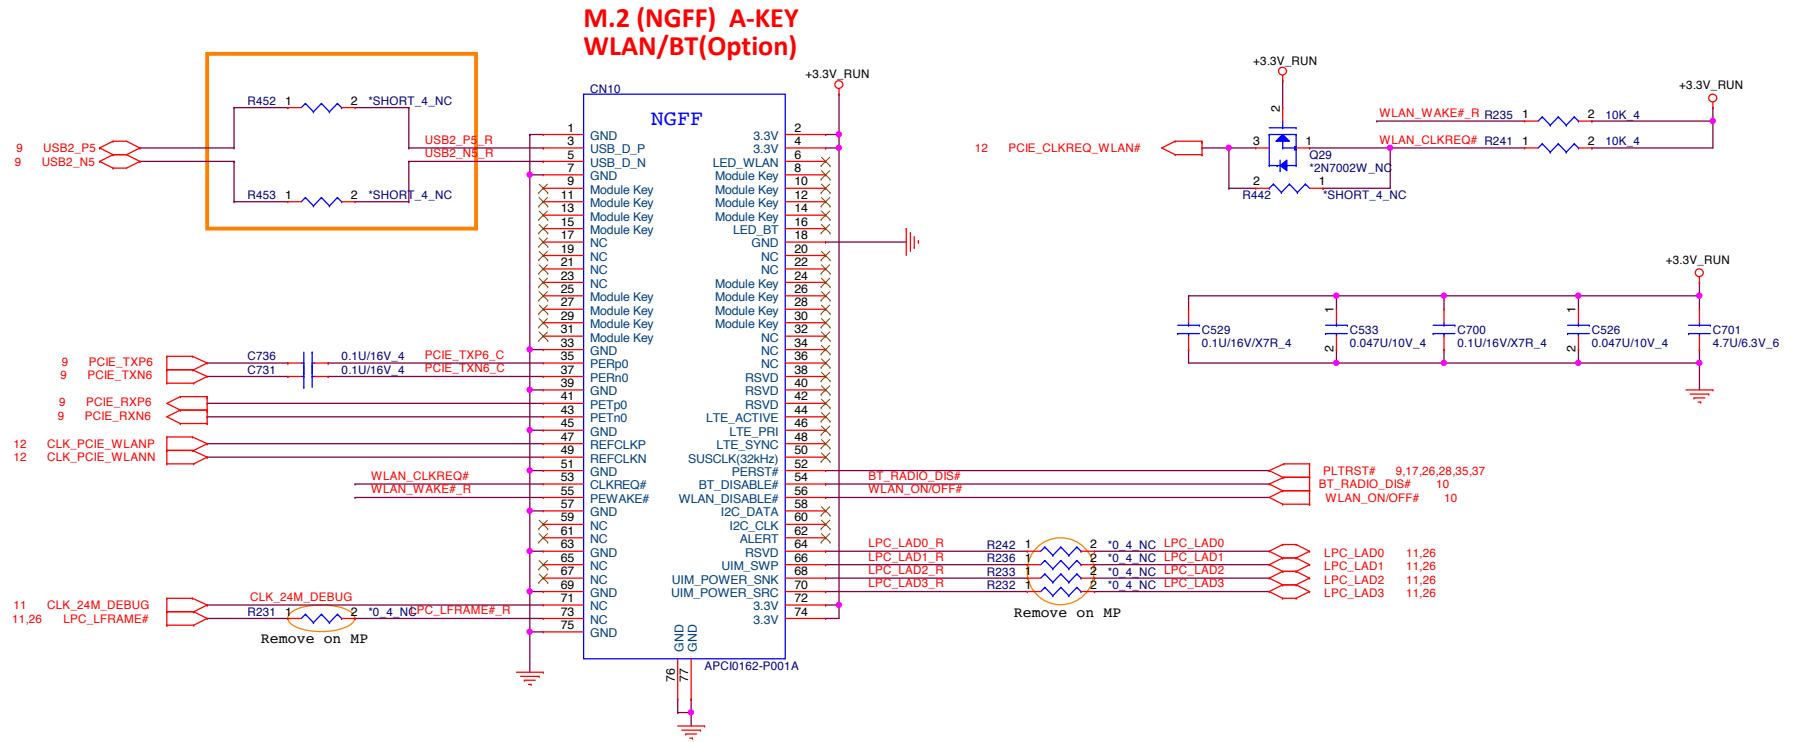 M.2 (NGFF) A-KEY
WLAN/BT(Option)
CN10
NGFF
+3.3V_RUN
R452 1 2 *SHORT_4_NC
9 USB2_P5
9 USB2_N5
USB2_P5_R
USB2_N5_R
R453 1 2 *SHORT_4_NC
1 GND
3 USB_D_P
5 USB_D_N
7 GND
9 Module Key
11 Module Key
13 Module Key
15 Module Key
17 NC
19 NC
21 NC
23 NC
25 Module Key
27 Module Key
29 Module Key
31 Module Key
33 GND
35 PERp0
37 PERn0
39 GND
41 PETp0
43 PETn0
45 GND
47 REFCLKP
49 REFCLKN
51 GND
53 CLKREQ#
55 PEWAKE#
57 GND
59 NC
61 NC
63 GND
65 NC
67 NC
69 GND
71 NC
73 NC
75 GND
3.3V 2
3.3V 4
LED_WLAN 6
Module Key 8
Module Key 10
Module Key 12
Module Key 14
LED_BT 16
GND 18
NC 20
NC 22
Module Key 24
Module Key 26
Module Key 28
Module Key 30
NC 32
NC 34
NC 36
RSVD 38
RSVD 40
RSVD 42
LTE_ACTIVE 44
LTE_PRI 46
LTE_SYNC 48
SUSCLK(32kHz) 50
PERST# 52
BT_DISABLE# 54
WLAN_DISABLE# 56
I2C_DATA 58
I2C_CLK 60
ALERT 62
RSVD 64
UIM_SWP 66
UIM_POWER_SNK 68
UIM_POWER_SRC 70
3.3V 72
3.3V 74
GND 76
GND 77
APCI0162-P001A
9 PCIE_TXP6 C736 0.1U/16V_4 PCIE_TXP6_C
9 PCIE_TXN6 C731 0.1U/16V_4 PCIE_TXN6_C
9 PCIE_RXP6
9 PCIE_RXN6
12 CLK_PCIE_WLANP
12 CLK_PCIE_WLANN
WLAN_CLKREQ#
WLAN_WAKE#_R
11 CLK_24M_DEBUG CLK_24M_DEBUG
11,26 LPC_LFRAME# R231 1 2 *0_4_NC LPC_LFRAME#_R
Remove on MP
PLTRST# 9,17,26,28,35,37
BT_RADIO_DIS# BT_RADIO_DIS# 10
WLAN_ON/OFF# WLAN_ON/OFF# 10
LPC_LAD0_R R242 1 2 *0_4_NC LPC_LAD0 LPC_LAD0 11,26
LPC_LAD1_R R236 1 2 *0_4_NC LPC_LAD1 LPC_LAD1 11,26
LPC_LAD2_R R233 1 2 *0_4_NC LPC_LAD2 LPC_LAD2 11,26
LPC_LAD3_R R232 1 2 *0_4_NC LPC_LAD3 LPC_LAD3 11,26
Remove on MP
+3.3V_RUN
+3.3V_RUN
2
WLAN_WAKE#_R R235 1 2 10K_4
12 PCIE_CLKREQ_WLAN# 3 1 WLAN_CLKREQ# R241 1 2 10K_4
Q29
*2N7002W_NC
2 1
R442 *SHORT_4_NC
+3.3V_RUN
C529
0.1U/16V/X7R_4
1
C533
0.047U/10V_4
2
C700
0.1U/16V/X7R_4
1
C526
0.047U/10V_4
2
C701
4.7U/6.3V_6